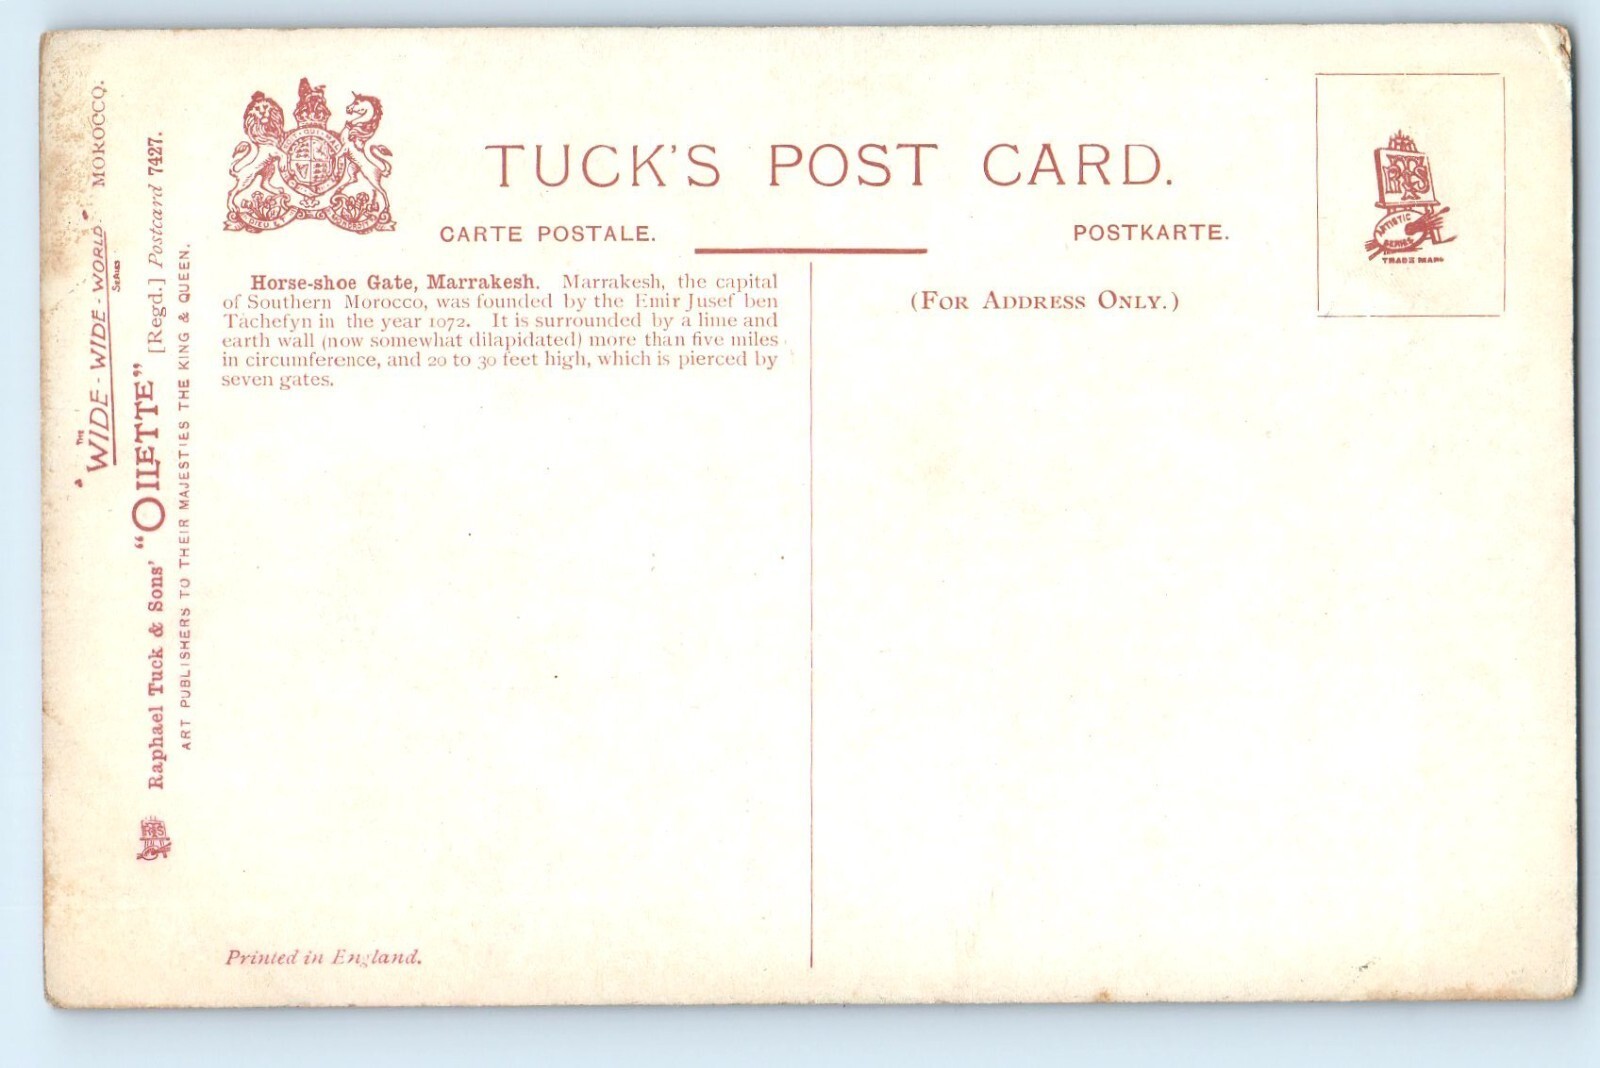 TUCK'S POST CARD.
CARTE POSTALE.
POSTKARTE.
(FOR ADDRESS ONLY.)
RTS
ARTISTIC
SERIES
TRADE MARK
Horse-shoe Gate, Marrakesh. Marrakesh, the capital
of Southern Morocco, was founded by the Emir Jusef ben
Tachefyn in the year 1072. It is surrounded by a lime and
earth wall (now somewhat dilapidated) more than five miles
in circumference, and 20 to 30 feet high, which is pierced by
seven gates.
"THE WIDE-WIDE-WORLD" SERIES MOROCCO.
Raphael Tuck & Sons' "OILETTE" [Regd.] Postcard 7427.
ART PUBLISHERS TO THEIR MAJESTIES THE KING & QUEEN.
RTS
Printed in England.